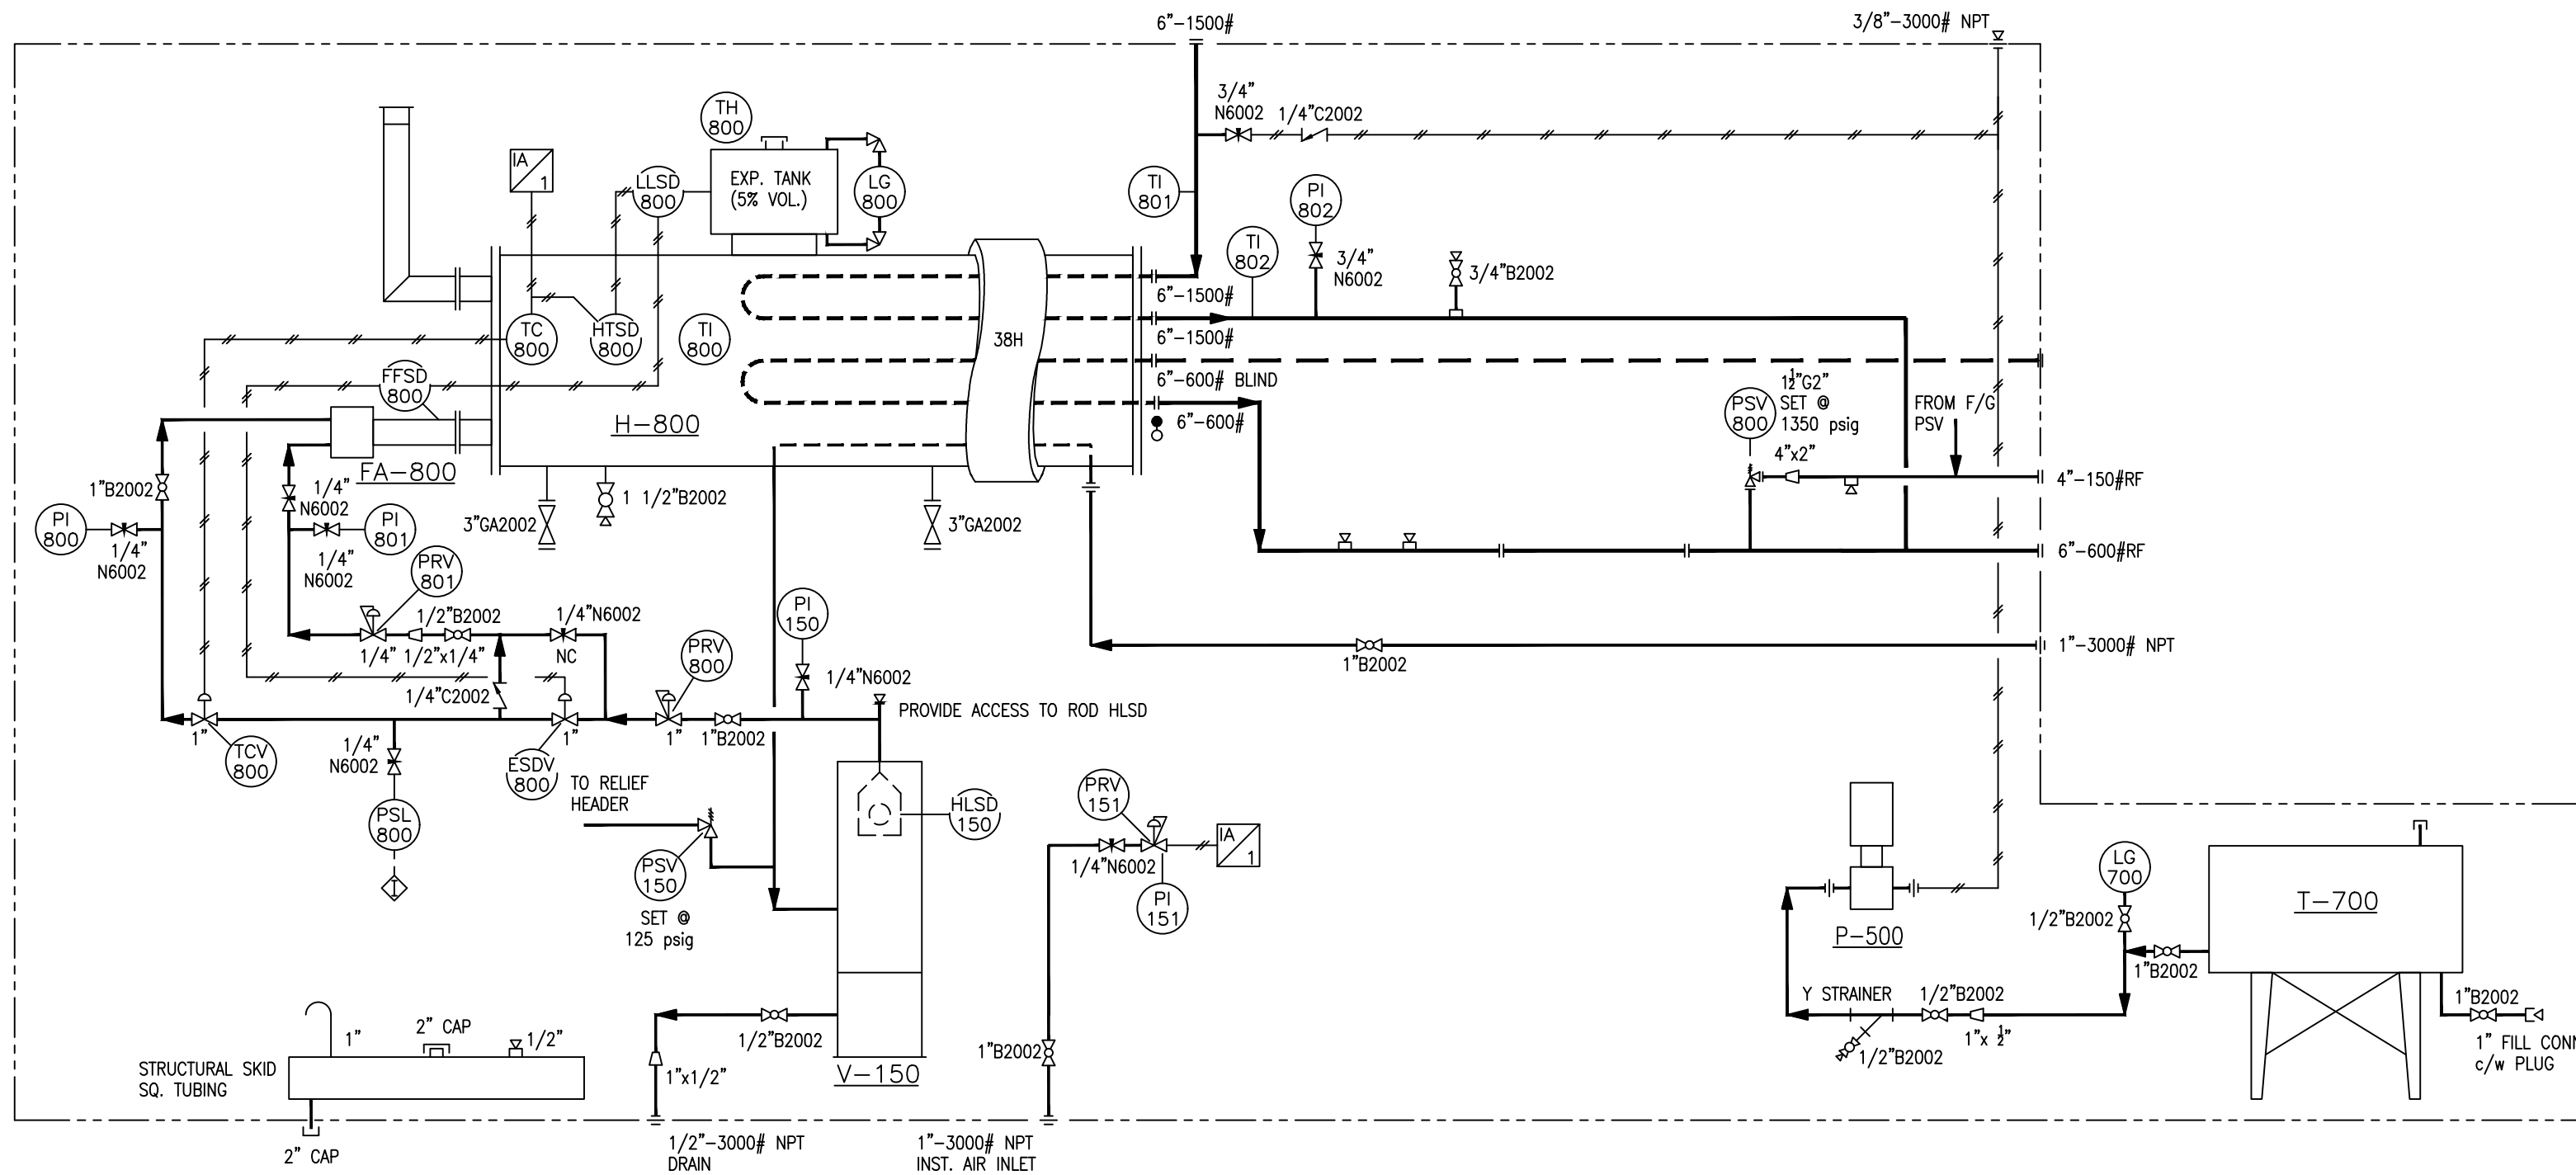 6"-1500#
3/8"-3000# NPT
TH
800
3/4"
N6002
1/4"C2002
IA
1
LLSD
800
EXP. TANK
(5% VOL.)
LG
800
TI
801
PI
802
TI
802
3/4"
N6002
3/4"B2002
6"-1500#
TC
800
HTSD
800
TI
800
38H
6"-1500#
FFSD
800
6"-600# BLIND
H-800
6"-600#
PSV
800
1½"G2"
SET @
1350 psig
FROM F/G
PSV
4"x2"
4"-150#RF
FA-800
1"B2002
1/4"
N6002
1 1/2"B2002
3"GA2002
3"GA2002
PI
800
1/4"
N6002
PI
801
1/4"
N6002
6"-600#RF
PRV
801
1/2"B2002
1/4"N6002
PI
150
1/4"
1/2"x1/4"
NC
PRV
800
1"B2002
1"-3000# NPT
1/4"C2002
1/4"N6002
PROVIDE ACCESS TO ROD HLSD
1"
TCV
800
1/4"
N6002
1"
ESDV
800
1"
1"B2002
TO RELIEF
HEADER
PSL
800
I
HLSD
150
PRV
151
IA
1
1/4"N6002
PI
151
PSV
150
SET @
125 psig
LG
700
1/2"B2002
T-700
P-500
1"B2002
Y STRAINER
1/2"B2002
1"x ½"
1/2"B2002
1"B2002
1" FILL CONN
c/w PLUG
1"
2" CAP
1/2"
STRUCTURAL SKID
SQ. TUBING
2" CAP
1/2"B2002
1"x1/2"
V-150
1"B2002
1/2"-3000# NPT
DRAIN
1"-3000# NPT
INST. AIR INLET